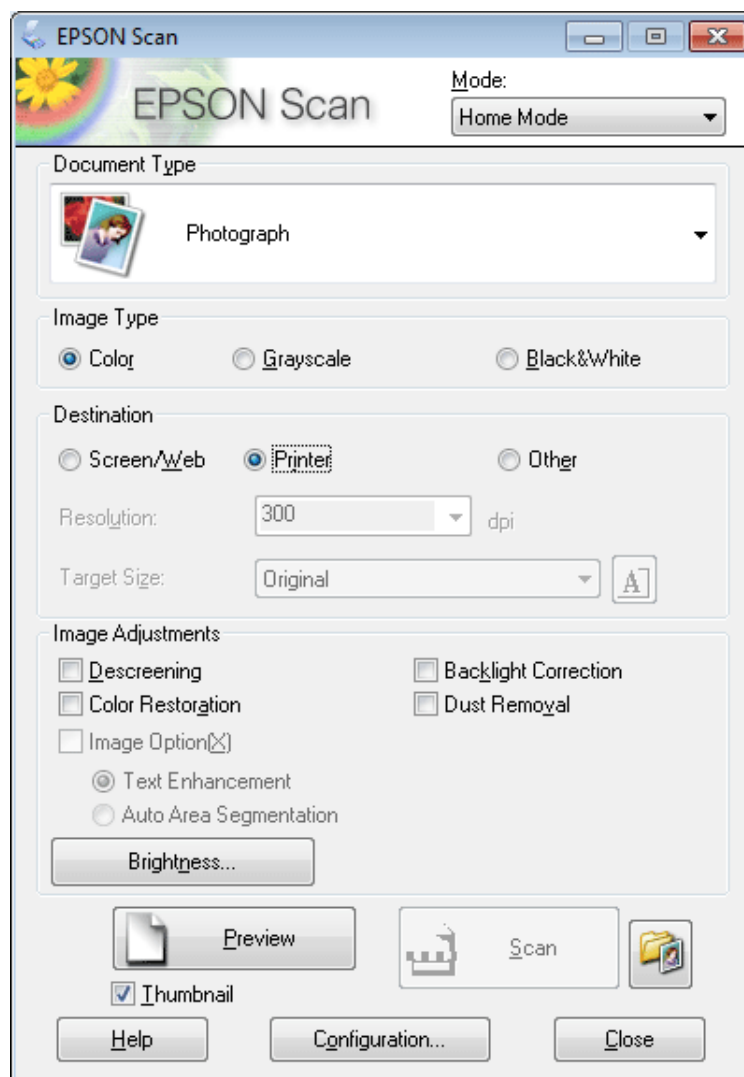 EPSON Scan
EPSON Scan
Mode:
Home Mode
Document Type
Photograph
Image Type
Color Grayscale Black&White
Destination
Screen/Web Printer Other
Resolution: 300 dpi
Target Size: Original A
Image Adjustments
Descreening Backlight Correction
Color Restoration Dust Removal
Image Option(X)
Text Enhancement
Auto Area Segmentation
Brightness...
Preview Scan
Thumbnail
Help Configuration... Close